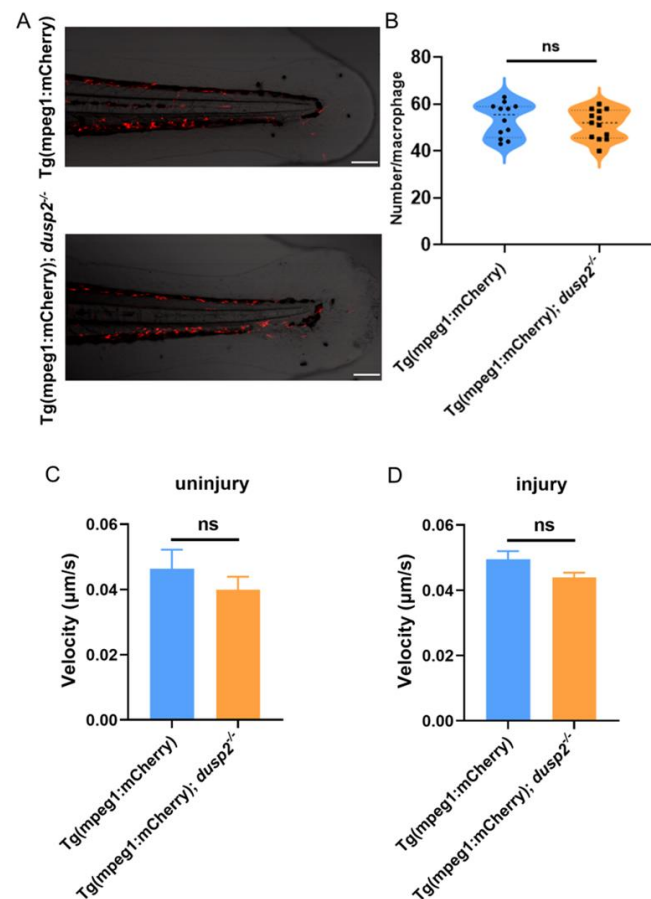 A
Tg(mpeg1:mCherry)
Tg(mpeg1:mCherry); dusp2-/-
B
ns
Number/macrophage
80
60
40
20
0
Tg(mpeg1:mCherry)
Tg(mpeg1:mCherry); dusp2-/-
C
uninjury
ns
Velocity (μm/s)
0.06
0.04
0.02
0.00
Tg(mpeg1:mCherry)
Tg(mpeg1:mCherry); dusp2-/-
D
injury
ns
Velocity (μm/s)
0.06
0.04
0.02
0.00
Tg(mpeg1:mCherry)
Tg(mpeg1:mCherry); dusp2-/-